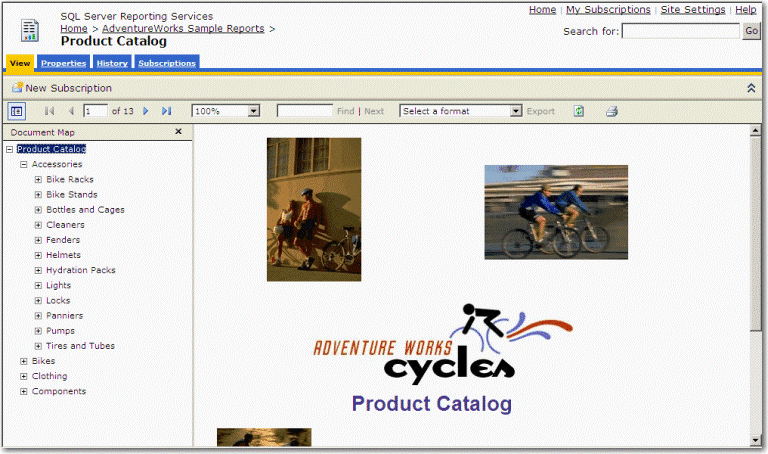 SQL Server Reporting Services
Home | My Subscriptions | Site Settings | Help
Home > AdventureWorks Sample Reports >
Product Catalog
Search for:
Go
View
Properties
History
Subscriptions
New Subscription
1 of 13
100%
Find | Next
Select a format
Export
Document Map
Product Catalog
Accessories
Bike Racks
Bike Stands
Bottles and Cages
Cleaners
Fenders
Helmets
Hydration Packs
Lights
Locks
Panniers
Pumps
Tires and Tubes
Bikes
Clothing
Components
ADVENTURE WORKS
cycles
Product Catalog